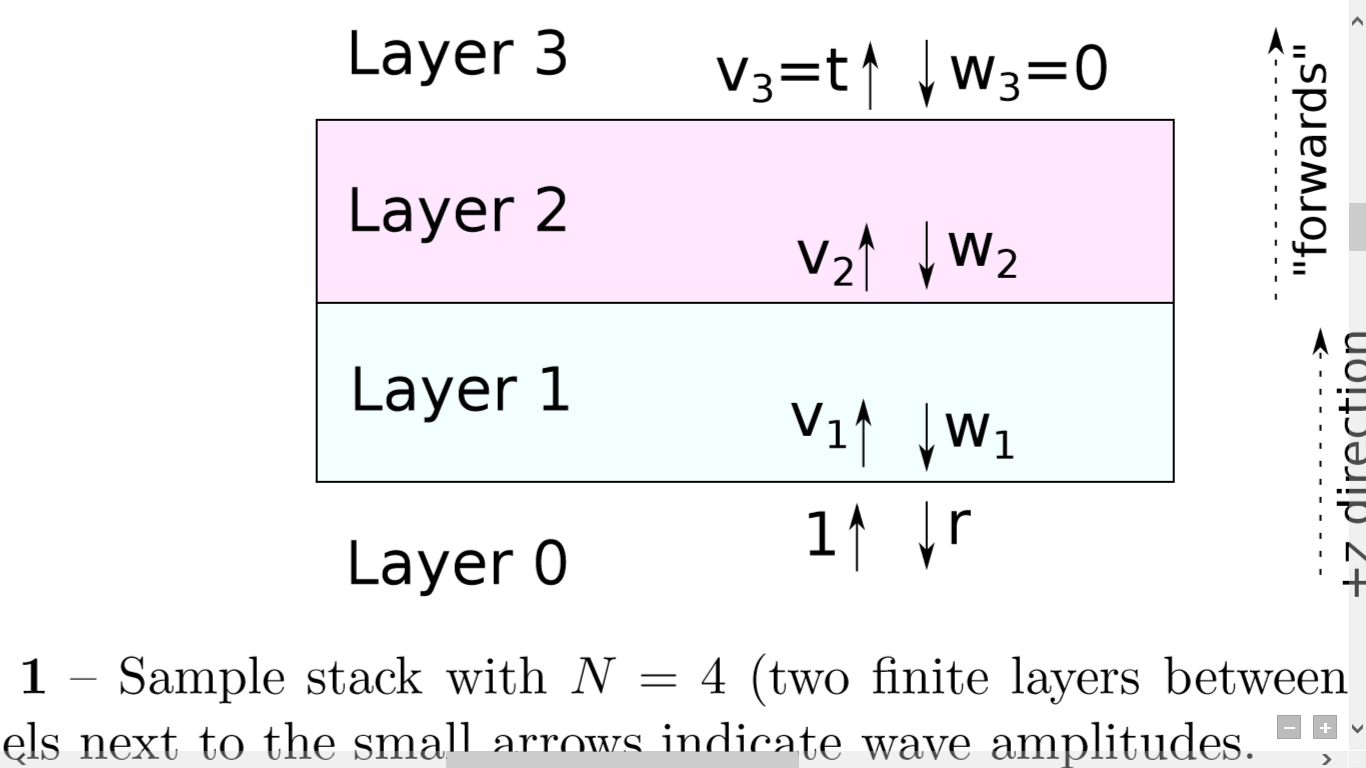 Layer 3
v₃=t
w₃=0
"forwards"
Layer 2
v₂
w₂
Layer 1
v₁
w₁
+z direction
1
r
Layer 0
1 – Sample stack with N = 4 (two finite layers between
els next to the small arrows indicate wave amplitudes.